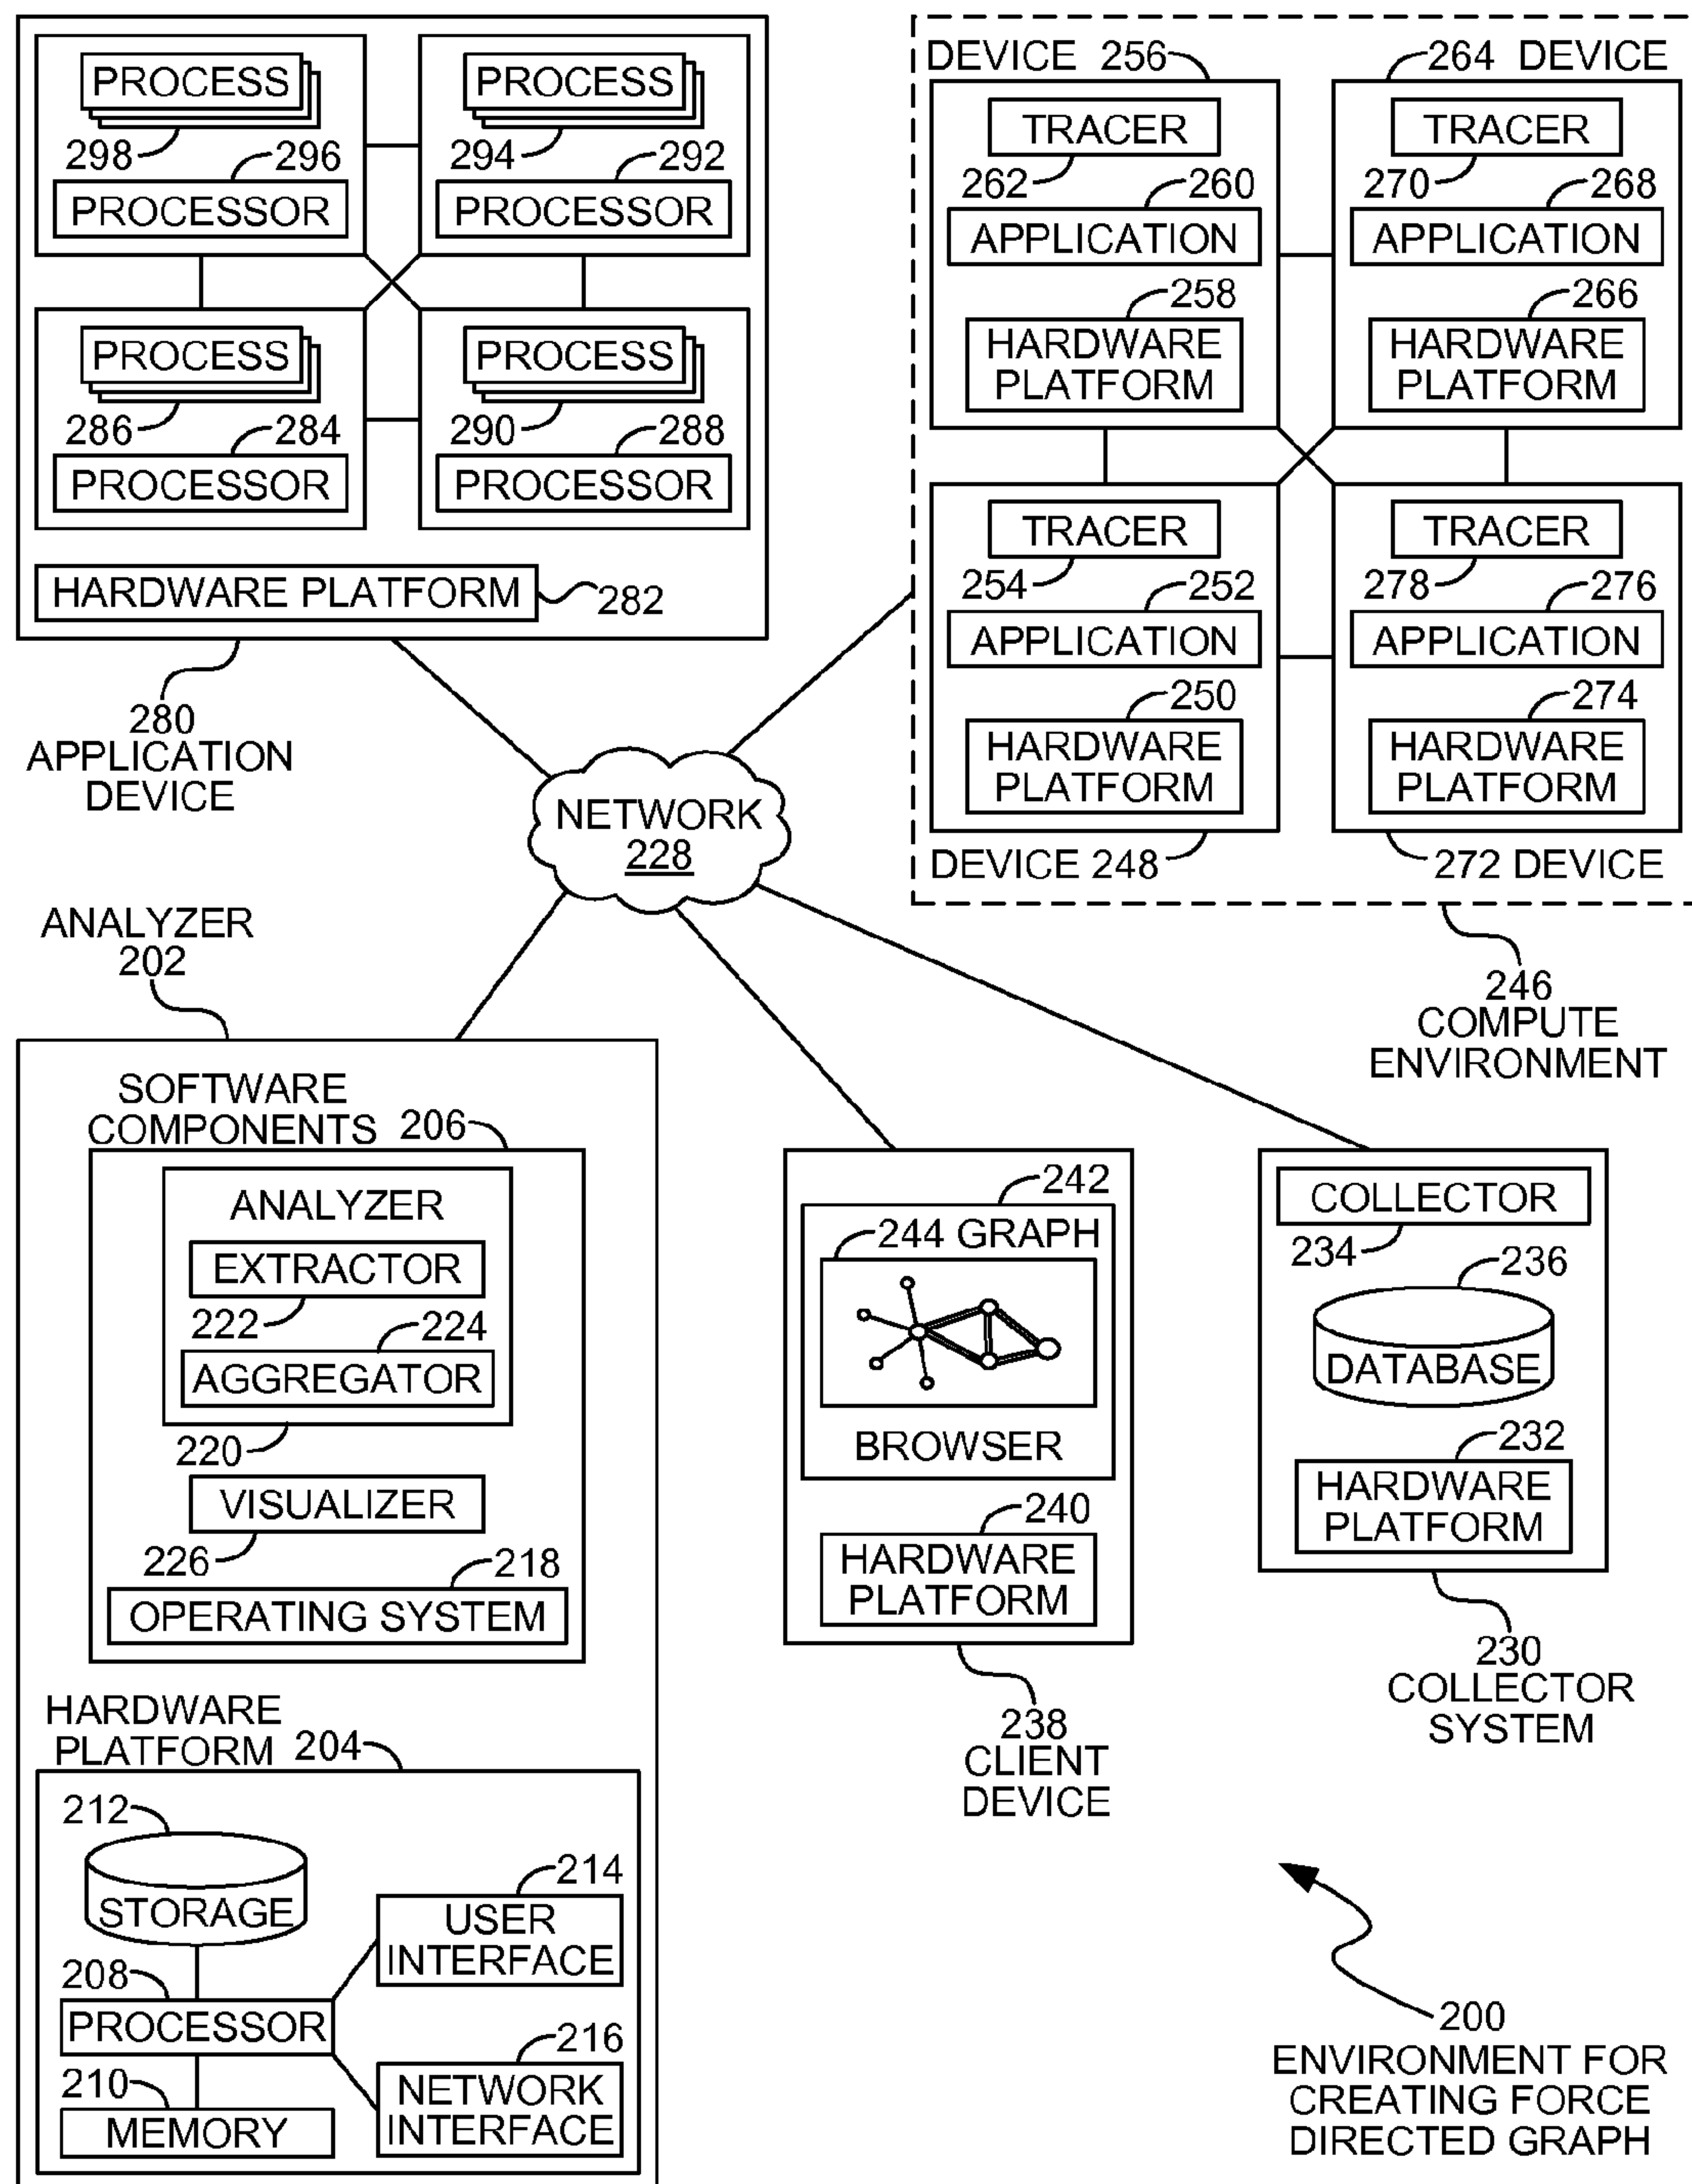 PROCESS
298
296
PROCESSOR
PROCESS
294
292
PROCESSOR
PROCESS
286
284
PROCESSOR
PROCESS
290
288
PROCESSOR
HARDWARE PLATFORM
282
280
APPLICATION
DEVICE
DEVICE 256
TRACER
262
260
APPLICATION
258
HARDWARE
PLATFORM
264 DEVICE
TRACER
270
268
APPLICATION
266
HARDWARE
PLATFORM
TRACER
254
252
APPLICATION
250
HARDWARE
PLATFORM
DEVICE 248
TRACER
278
276
APPLICATION
274
HARDWARE
PLATFORM
272 DEVICE
246
COMPUTE
ENVIRONMENT
NETWORK
228
ANALYZER
202
SOFTWARE
COMPONENTS 206
ANALYZER
EXTRACTOR
222
224
AGGREGATOR
220
VISUALIZER
226
218
OPERATING SYSTEM
HARDWARE
PLATFORM 204
212
STORAGE
208
PROCESSOR
210
MEMORY
214
USER
INTERFACE
216
NETWORK
INTERFACE
242
244 GRAPH
BROWSER
240
HARDWARE
PLATFORM
238
CLIENT
DEVICE
COLLECTOR
234
236
DATABASE
232
HARDWARE
PLATFORM
230
COLLECTOR
SYSTEM
200
ENVIRONMENT FOR
CREATING FORCE
DIRECTED GRAPH